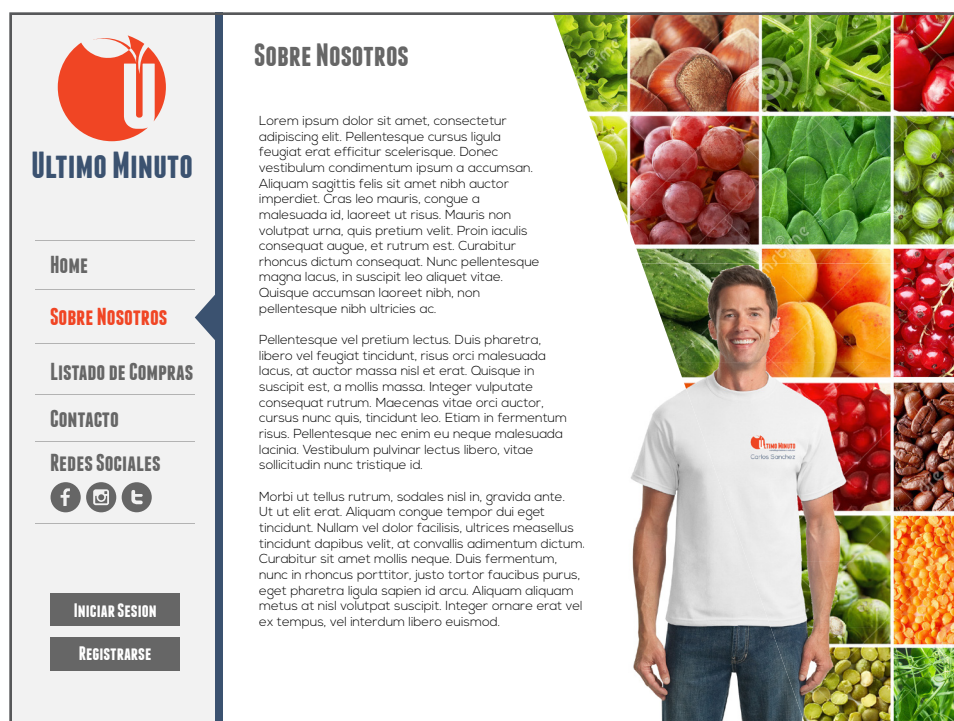 ULTIMO MINUTO
HOME
SOBRE NOSOTROS
LISTADO DE COMPRAS
CONTACTO
REDES SOCIALES
INICIAR SESION
REGISTRARSE
SOBRE NOSOTROS
Lorem ipsum dolor sit amet, consectetur
adipiscing elit. Pellentesque cursus ligula
feugiat erat efficitur scelerisque. Donec
vestibulum condimentum ipsum a accumsan.
Aliquam sagittis felis sit amet nibh auctor
imperdiet. Cras leo mauris, congue a
malesuada id, laoreet ut risus. Mauris non
volutpat urna, quis pretium velit. Proin iaculis
consequat augue, et rutrum est. Curabitur
rhoncus dictum consequat. Nunc pellentesque
magna lacus, in suscipit leo aliquet vitae.
Quisque accumsan laoreet nibh, non
pellentesque nibh ultricies ac.
Pellentesque vel pretium lectus. Duis pharetra,
libero vel feugiat tincidunt, risus orci malesuada
lacus, at auctor massa nisl et erat. Quisque in
suscipit est, a mollis massa. Integer vulputate
consequat rutrum. Maecenas vitae orci auctor,
cursus nunc quis, tincidunt leo. Etiam in fermentum
risus. Pellentesque nec enim eu neque malesuada
lacinia. Vestibulum pulvinar lectus libero, vitae
sollicitudin nunc tristique id.
Morbi ut tellus rutrum, sodales nisl in, gravida ante.
Ut ut elit erat. Aliquam congue tempor dui eget
tincidunt. Nullam vel dolor facilisis, ultrices measellus
tincidunt dapibus velit, at convallis adimentum dictum.
Curabitur sit amet mollis neque. Duis fermentum,
nunc in rhoncus porttitor, justo tortor faucibus purus,
eget pharetra ligula sapien id arcu. Aliquam aliquam
metus at nisl volutpat suscipit. Integer ornare erat vel
ex tempus, vel interdum libero euismod.
ULTIMO MINUTO
Carlos Sanchez